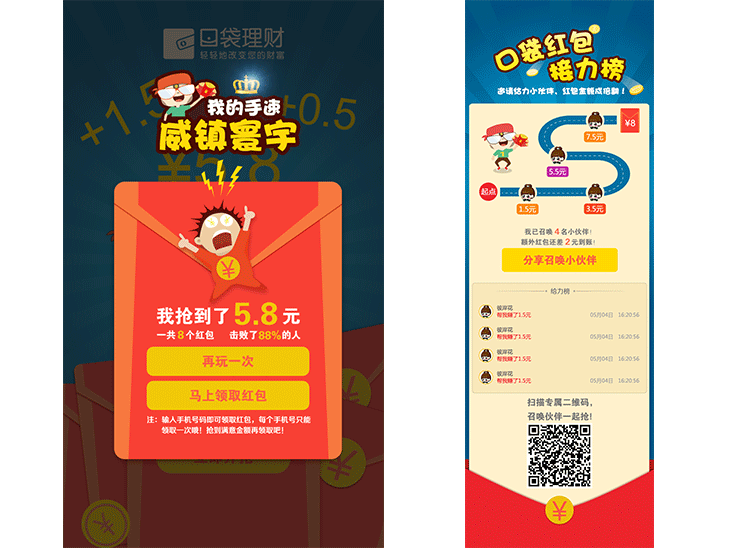 口袋理财
轻轻地改变您的财富
+1.5
+0.5
¥5.8
我的手速
威镇寰宇
¥
我抢到了5.8元
一共8个红包 击败了88%的人
再玩一次
马上领取红包
注：输入手机号码即可领取红包，每个手机号只能
领取一次哦！抢到满意金额再领取吧！
口袋红包
接力榜
邀请给力小伙伴，红包金额成倍翻！
¥8
7.5元
5.5元
起点
1.5元
3.5元
我已召唤4名小伙伴！
额外红包还差2元到账！
分享召唤小伙伴
给力榜
彼岸花
帮我赚了1.5元 05月04日 16:20:56
彼岸花
帮我赚了1.5元 05月04日 16:20:56
彼岸花
帮我赚了1.5元 05月04日 16:20:56
彼岸花
帮我赚了1.5元 05月04日 16:20:56
扫描专属二维码，
召唤伙伴一起抢！
¥